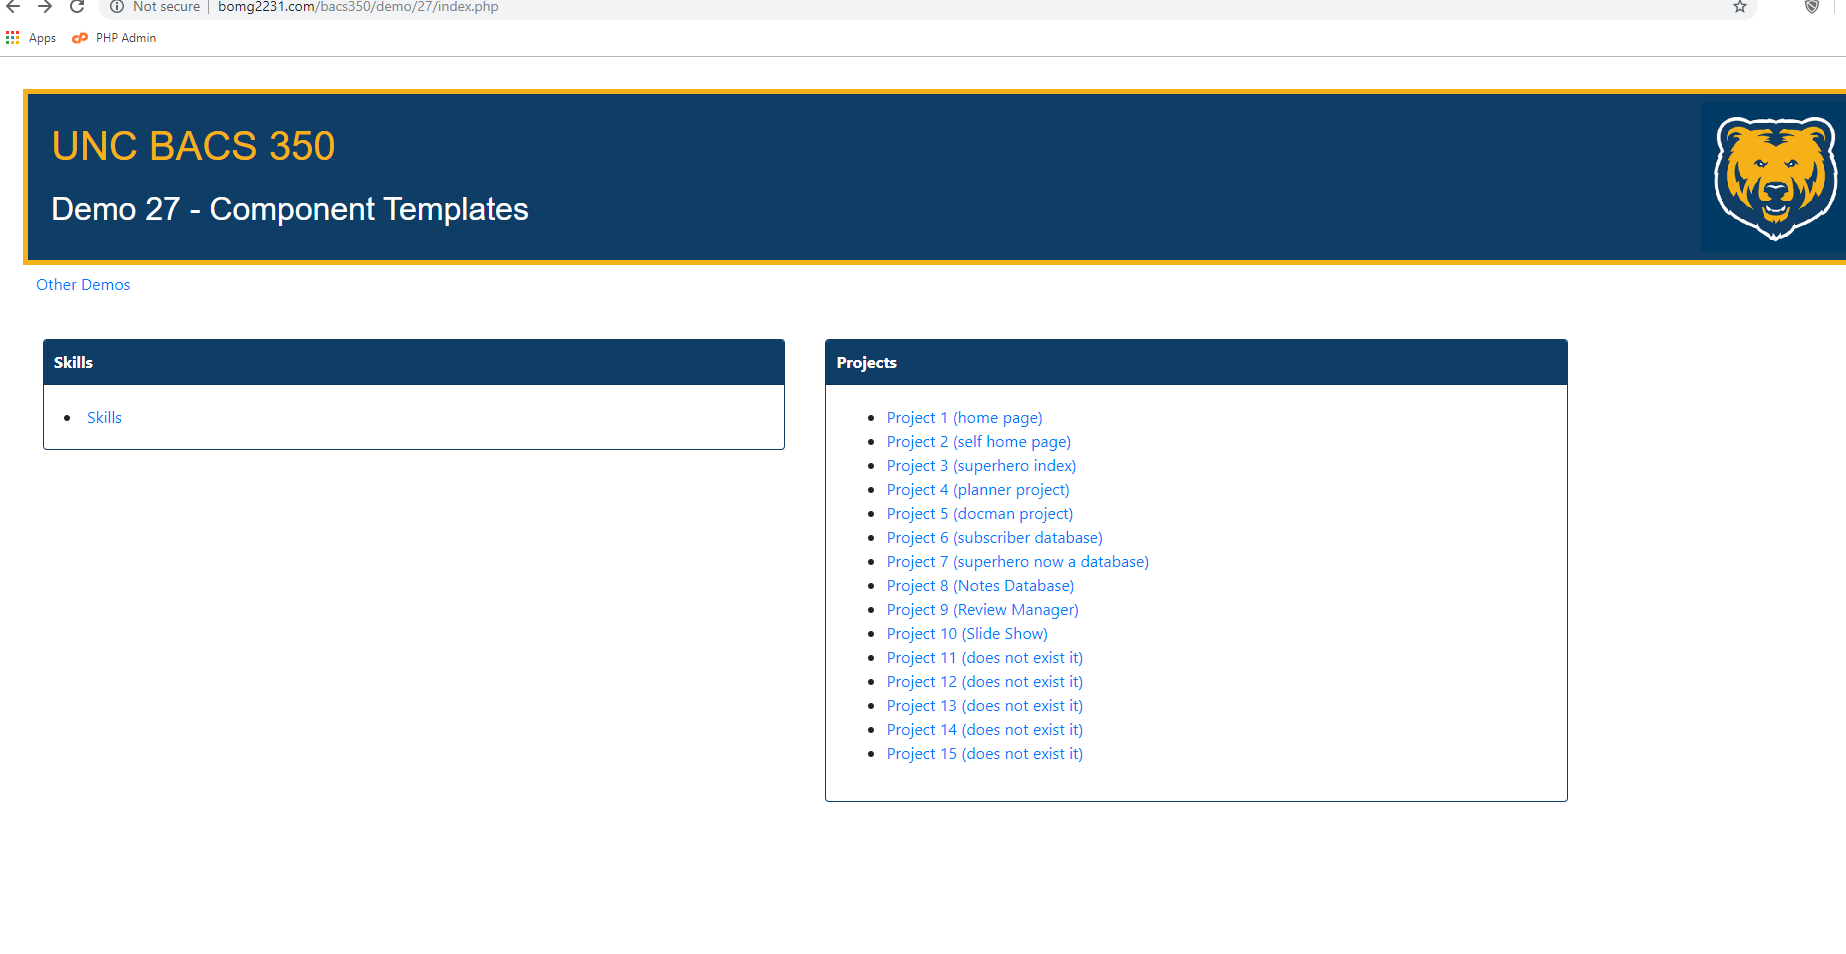 Not secure | bomg2231.com/bacs350/demo/27/index.php
Apps PHP Admin
UNC BACS 350
Demo 27 - Component Templates
Other Demos
Skills
Skills
Projects
Project 1 (home page)
Project 2 (self home page)
Project 3 (superhero index)
Project 4 (planner project)
Project 5 (docman project)
Project 6 (subscriber database)
Project 7 (superhero now a database)
Project 8 (Notes Database)
Project 9 (Review Manager)
Project 10 (Slide Show)
Project 11 (does not exist it)
Project 12 (does not exist it)
Project 13 (does not exist it)
Project 14 (does not exist it)
Project 15 (does not exist it)